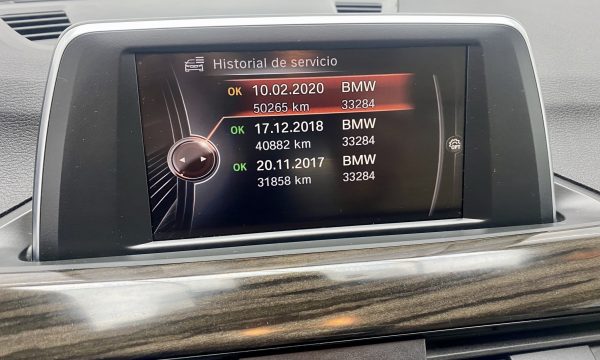 Historial de servicio
OK 10.02.2020 BMW
50265 km 33284
OK 17.12.2018 BMW
40882 km 33284
OK 20.11.2017 BMW
31858 km 33284